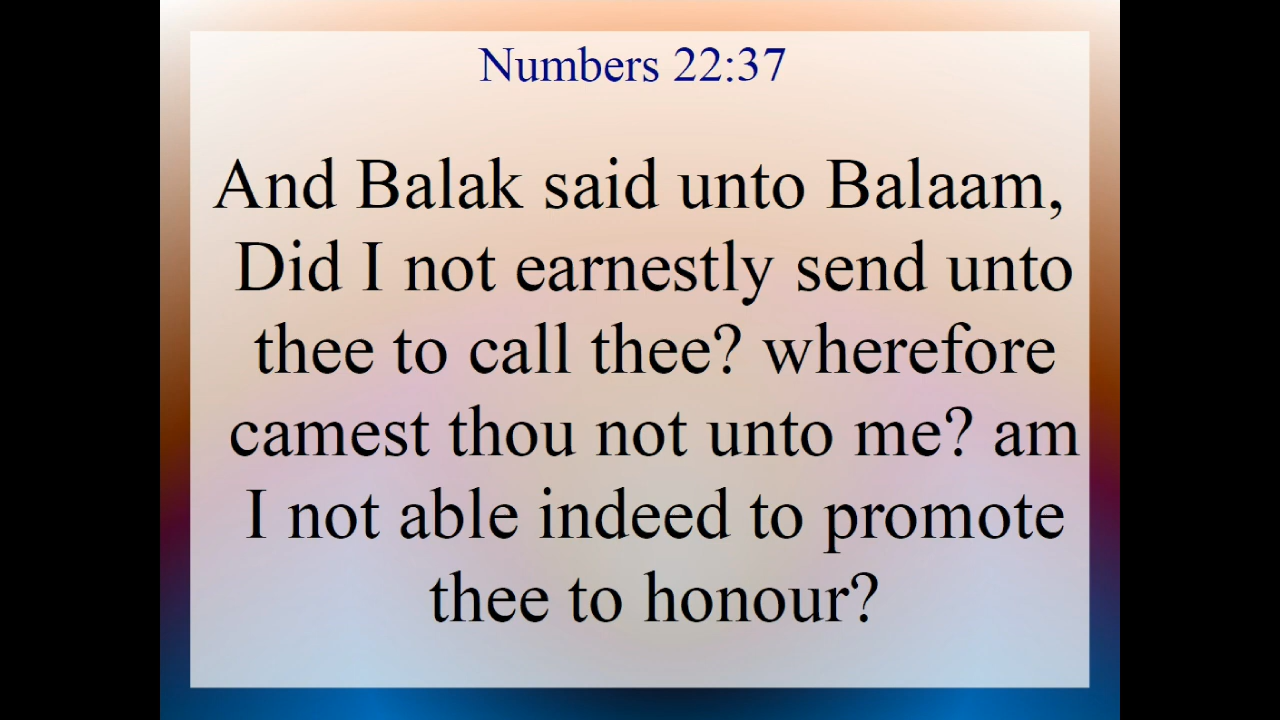 Numbers 22:37
And Balak said unto Balaam,
Did I not earnestly send unto
thee to call thee? wherefore
camest thou not unto me? am
I not able indeed to promote
thee to honour?